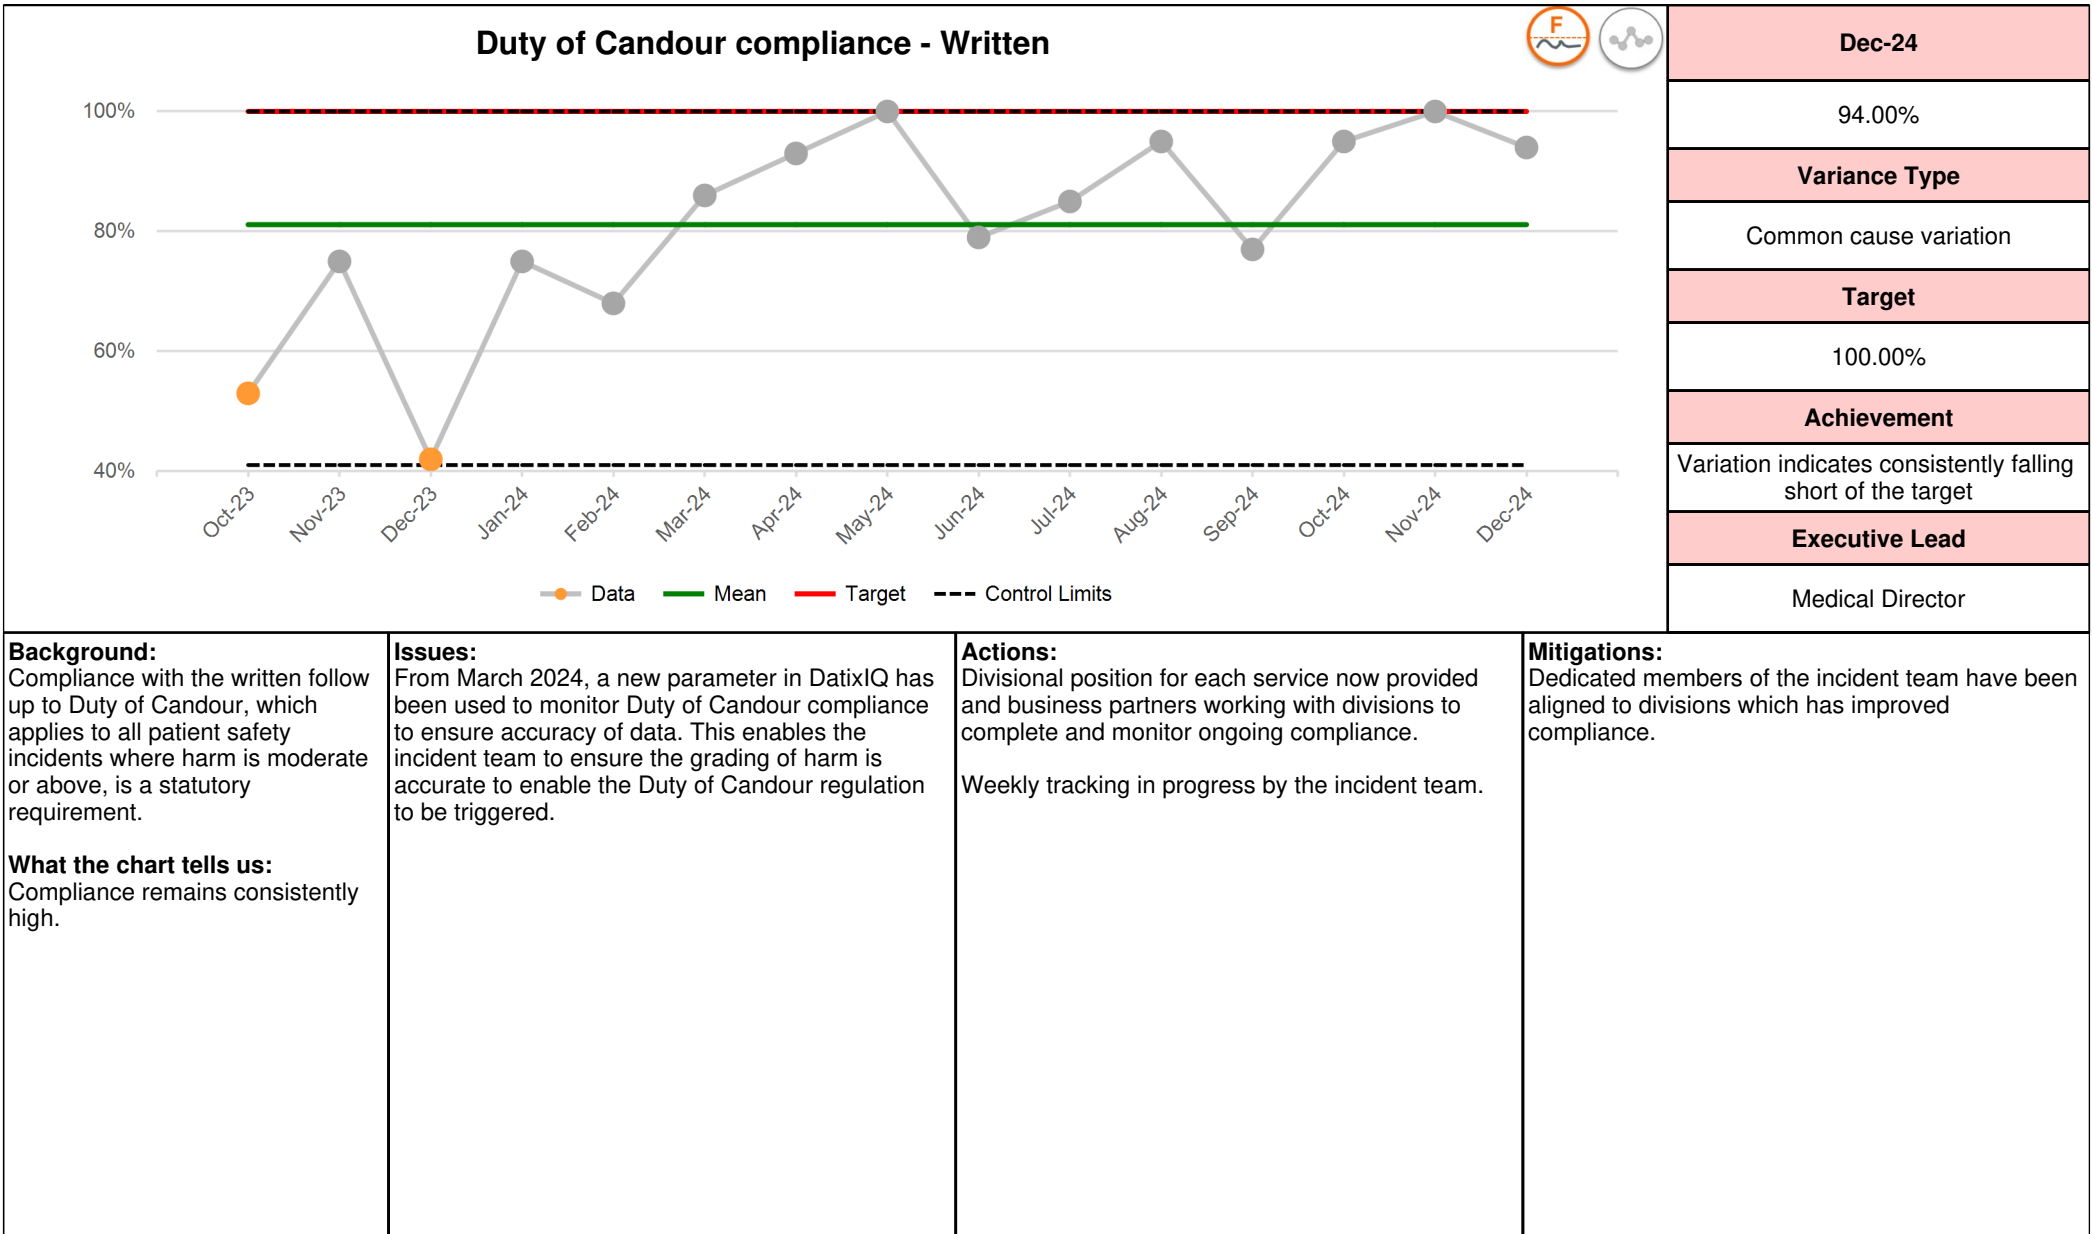 Duty of Candour compliance - Written
F
100%
80%
60%
40%
Oct-23
Nov-23
Dec-23
Jan-24
Feb-24
Mar-24
Apr-24
May-24
Jun-24
Jul-24
Aug-24
Sep-24
Oct-24
Nov-24
Dec-24
Data
Mean
Target
Control Limits
Dec-24
94.00%
Variance Type
Common cause variation
Target
100.00%
Achievement
Variation indicates consistently falling
short of the target
Executive Lead
Medical Director
Background:
Compliance with the written follow
up to Duty of Candour, which
applies to all patient safety
incidents where harm is moderate
or above, is a statutory
requirement.
What the chart tells us:
Compliance remains consistently
high.
Issues:
From March 2024, a new parameter in DatixIQ has
been used to monitor Duty of Candour compliance
to ensure accuracy of data. This enables the
incident team to ensure the grading of harm is
accurate to enable the Duty of Candour regulation
to be triggered.
Actions:
Divisional position for each service now provided
and business partners working with divisions to
complete and monitor ongoing compliance.
Weekly tracking in progress by the incident team.
Mitigations:
Dedicated members of the incident team have been
aligned to divisions which has improved
compliance.